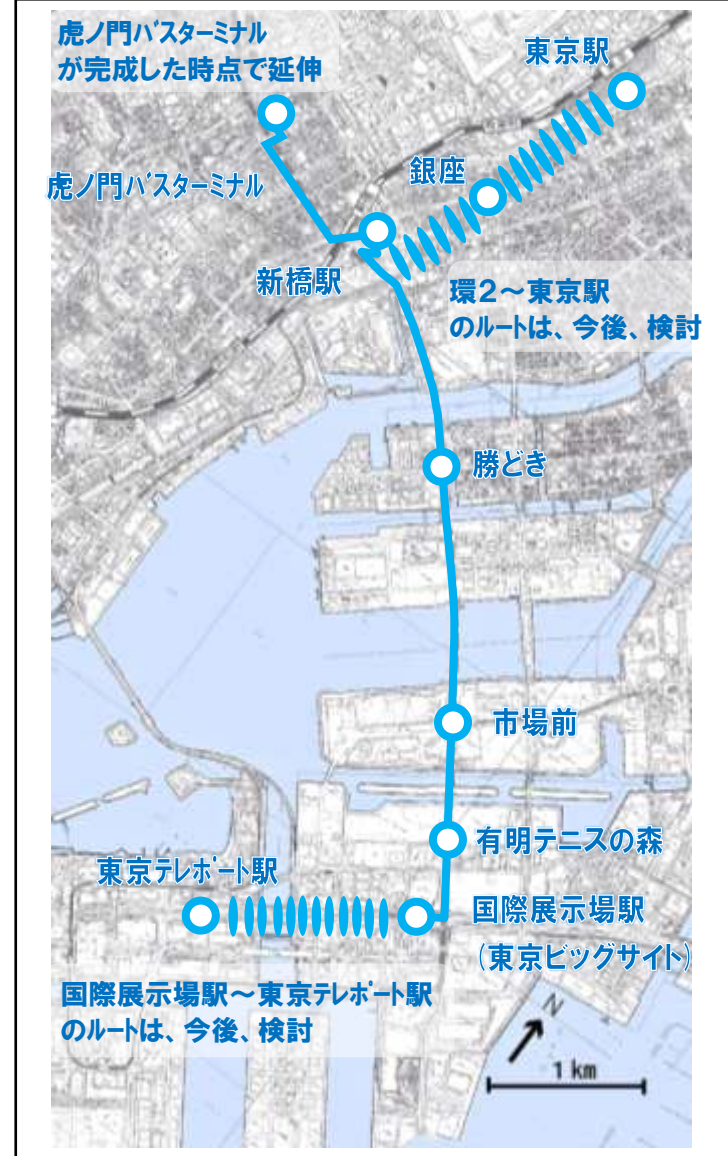 虎ノ門バスターミナル
が完成した時点で延伸
東京駅
銀座
虎ノ門バスターミナル
新橋駅
環2～東京駅
のルートは、今後、検討
勝どき
市場前
有明テニスの森
東京テレポート駅
国際展示場駅
(東京ビッグサイト)
国際展示場駅～東京テレポート駅
のルートは、今後、検討
N
1 km